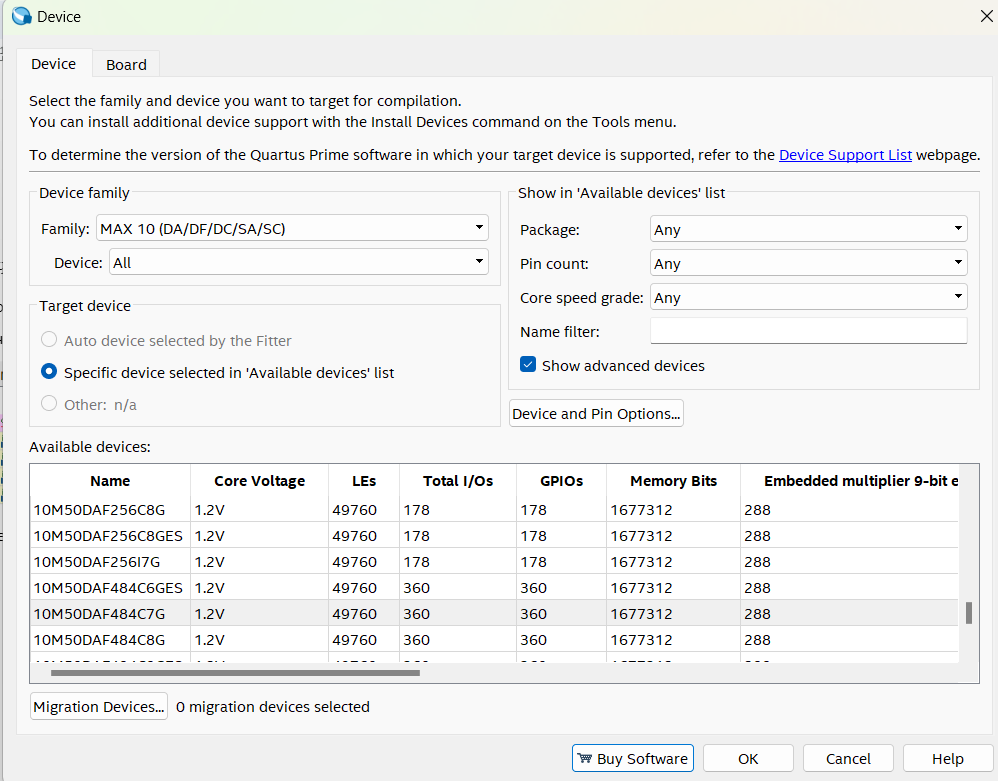 Device
Device Board
Select the family and device you want to target for compilation.
You can install additional device support with the Install Devices command on the Tools menu.
To determine the version of the Quartus Prime software in which your target device is supported, refer to the Device Support List webpage.
Device family
Family: MAX 10 (DA/DF/DC/SA/SC)
Device: All
Target device
Auto device selected by the Fitter
Specific device selected in 'Available devices' list
Other: n/a
Show in 'Available devices' list
Package: Any
Pin count: Any
Core speed grade: Any
Name filter:
Show advanced devices
Device and Pin Options...
Available devices:
Name Core Voltage LEs Total I/Os GPIOs Memory Bits Embedded multiplier 9-bit e
10M50DAF256C8G 1.2V 49760 178 178 1677312 288
10M50DAF256C8GES 1.2V 49760 178 178 1677312 288
10M50DAF256I7G 1.2V 49760 178 178 1677312 288
10M50DAF484C6GES 1.2V 49760 360 360 1677312 288
10M50DAF484C7G 1.2V 49760 360 360 1677312 288
10M50DAF484C8G 1.2V 49760 360 360 1677312 288
Migration Devices... 0 migration devices selected
Buy Software OK Cancel Help